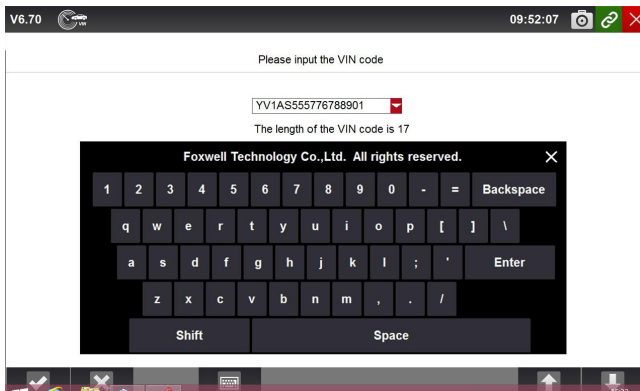 V6.70 VIN 09:52:07
Please input the VIN code
YV1AS555776788901
The length of the VIN code is 17
Foxwell Technology Co.,Ltd. All rights reserved.
1 2 3 4 5 6 7 8 9 0 - = Backspace
q w e r t y u i o p [ ] \
a s d f g h j k l ; ' Enter
z x c v b n m , . /
Shift Space